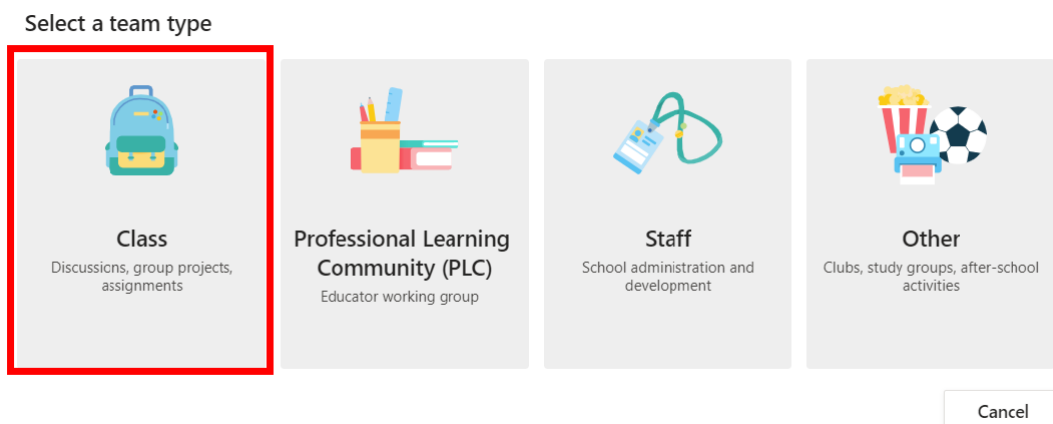 Select a team type
Class
Discussions, group projects,
assignments
Professional Learning
Community (PLC)
Educator working group
Staff
School administration and
development
Other
Clubs, study groups, after-school
activities
Cancel